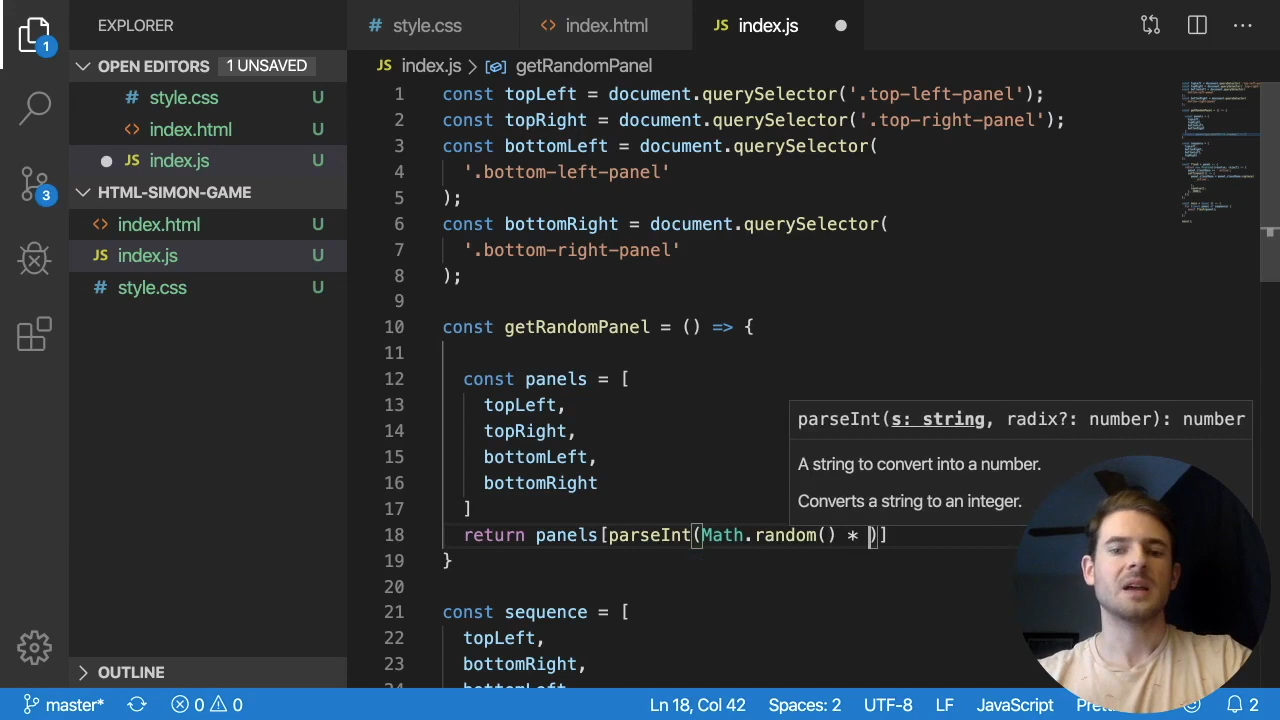 EXPLORER
# style.css
<> index.html
JS index.js
1
OPEN EDITORS 1 UNSAVED
# style.css U
<> index.html U
JS index.js U
3
HTML-SIMON-GAME
<> index.html U
JS index.js U
# style.css U
OUTLINE
JS index.js > getRandomPanel
1 const topLeft = document.querySelector('.top-left-panel');
2 const topRight = document.querySelector('.top-right-panel');
3 const bottomLeft = document.querySelector(
4 '.bottom-left-panel'
5 );
6 const bottomRight = document.querySelector(
7 '.bottom-right-panel'
8 );
9
10 const getRandomPanel = () => {
11
12 const panels = [
13 topLeft,
14 topRight,
15 bottomLeft,
16 bottomRight
17 ]
18 return panels[parseInt(Math.random() * )]
19 }
20
21 const sequence = [
22 topLeft,
23 bottomRight,
parseInt(s: string, radix?: number): number
A string to convert into a number.
Converts a string to an integer.
master* 0 0 Ln 18, Col 42 Spaces: 2 UTF-8 LF JavaScript 2